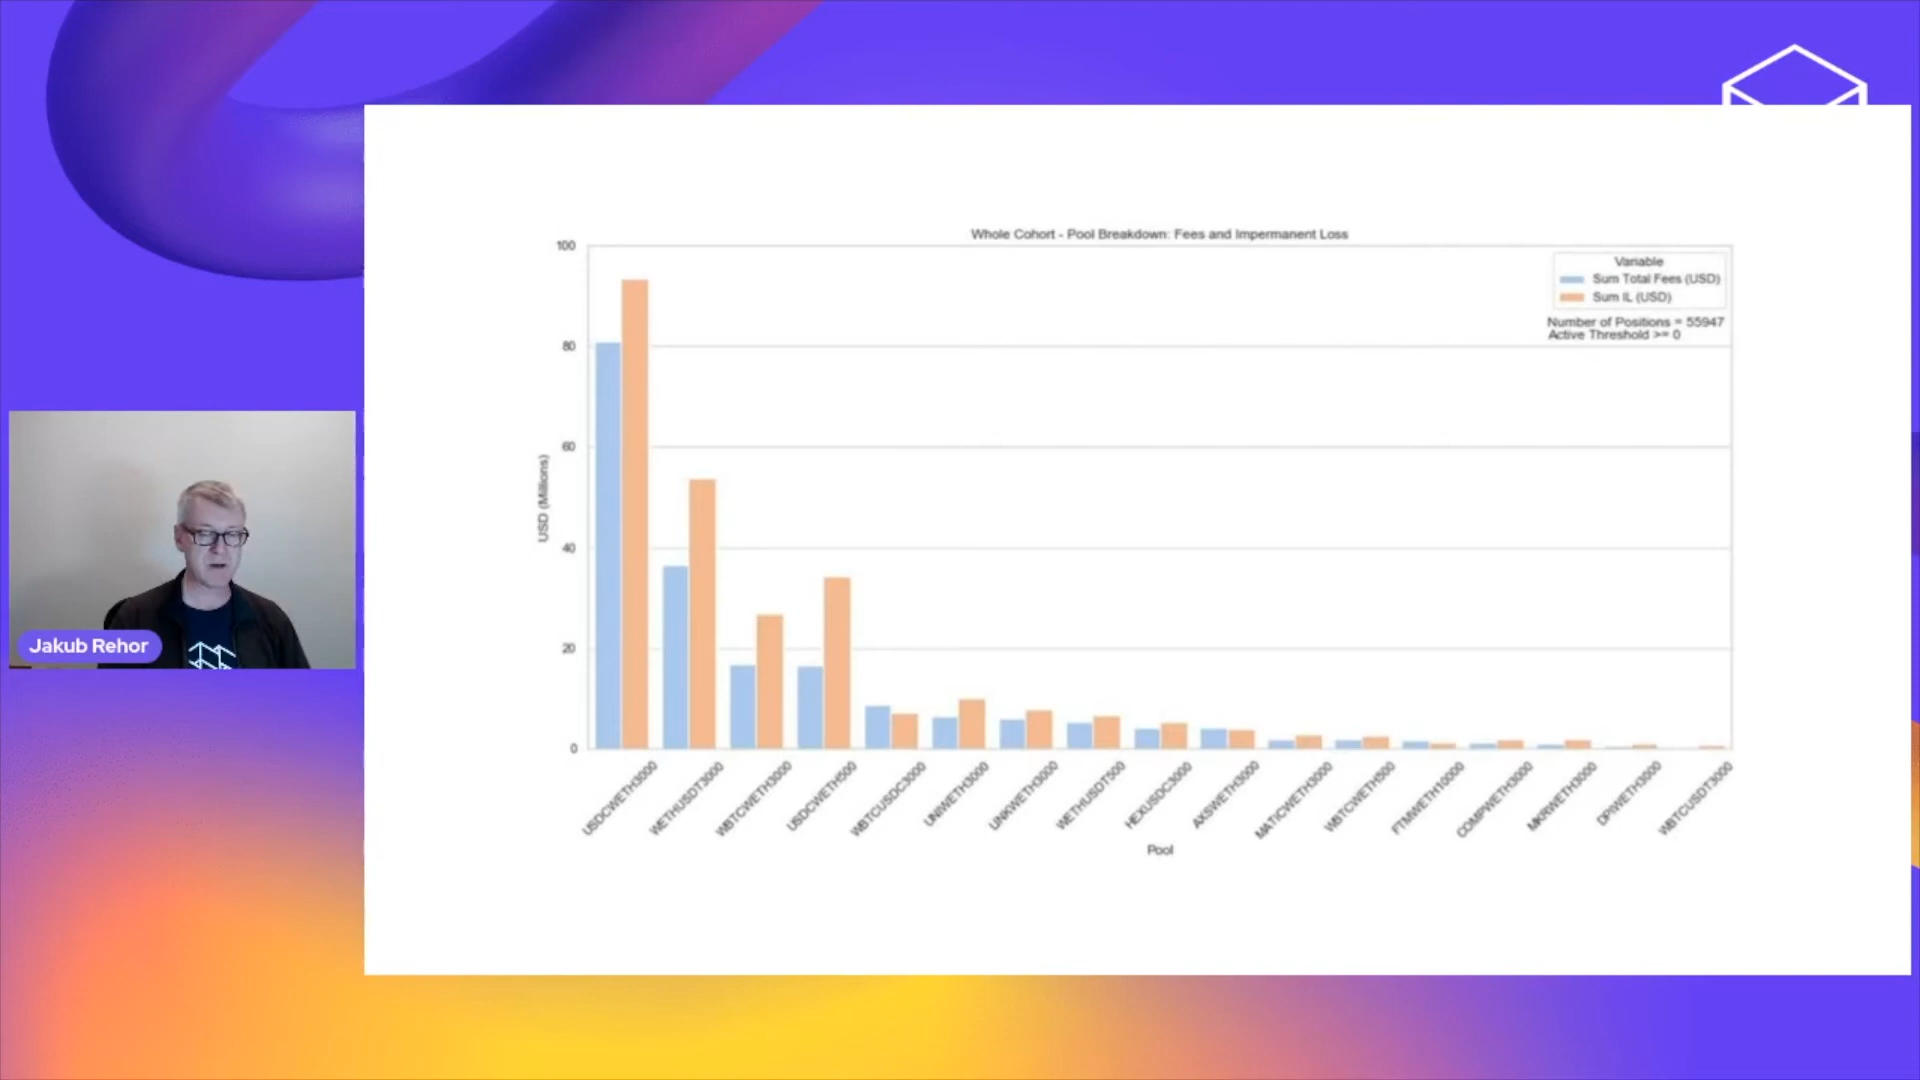 Whole Cohort - Pool Breakdown: Fees and Impermanent Loss
100
80
60
40
20
0
USD (Millions)
Variable
Sum Total Fees (USD)
Sum IL (USD)
Number of Positions = 55947
Active Threshold >= 0
USDCWETH3000
WETHUSDT3000
WBTCWETH3000
USDCWETH500
WBTCUSDC3000
UNIWETH3000
LINKWETH3000
WETHUSDT500
HEXUSDC3000
AXSWETH3000
MATICWETH3000
WBTCWETH500
FTMWETH10000
COMPWETH3000
MKRWETH3000
DPIWETH3000
WBTCUSDT3000
Pool
Jakub Rehor